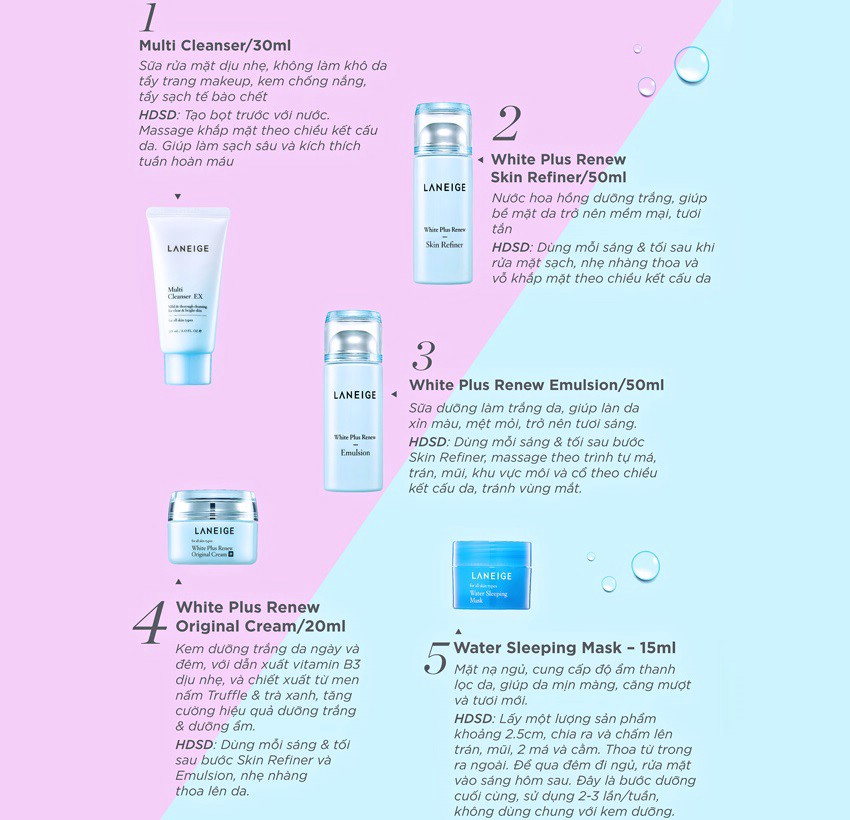 1
Multi Cleanser/30ml
Sữa rửa mặt dịu nhẹ, không làm khô da
tẩy trang makeup, kem chống nắng,
tẩy sạch tế bào chết
HDSD: Tạo bọt trước với nước.
Massage khắp mặt theo chiều kết cấu
da. Giúp làm sạch sâu và kích thích
tuần hoàn máu
LANEIGE
Multi
Cleanser EX
for all skin types
2
White Plus Renew
Skin Refiner/50ml
Nước hoa hồng dưỡng trắng, giúp
bề mặt da trở nên mềm mại, tươi
tắn
HDSD: Dùng mỗi sáng & tối sau khi
rửa mặt sạch, nhẹ nhàng thoa và
vỗ khắp mặt theo chiều kết cấu da
LANEIGE
White Plus Renew
Skin Refiner
3
White Plus Renew Emulsion/50ml
Sữa dưỡng làm trắng da, giúp làn da
xỉn màu, mệt mỏi, trở nên tươi sáng.
HDSD: Dùng mỗi sáng & tối sau bước
Skin Refiner, massage theo trình tự má,
trán, mũi, khu vực môi và cổ theo chiều
kết cấu da, tránh vùng mắt.
LANEIGE
White Plus Renew
Emulsion
LANEIGE
for all skin types
White Plus Renew
Original Cream
4
White Plus Renew
Original Cream/20ml
Kem dưỡng trắng da ngày và
đêm, với dẫn xuất vitamin B3
dịu nhẹ, và chiết xuất từ men
nấm Truffle & trà xanh, tăng
cường hiệu quả dưỡng trắng
& dưỡng ẩm.
HDSD: Dùng mỗi sáng & tối
sau bước Skin Refiner và
Emulsion, nhẹ nhàng
thoa lên da.
LANEIGE
for all skin types
Water Sleeping
Mask
5
Water Sleeping Mask – 15ml
Mặt nạ ngủ, cung cấp độ ẩm thanh
lọc da, giúp da mịn màng, căng mượt
và tươi mới.
HDSD: Lấy một lượng sản phẩm
khoảng 2.5cm, chia ra và chấm lên
trán, mũi, 2 má và cằm. Thoa từ trong
ra ngoài. Để qua đêm đi ngủ, rửa mặt
vào sáng hôm sau. Đây là bước dưỡng
cuối cùng, sử dụng 2-3 lần/tuần,
không dùng chung với kem dưỡng.